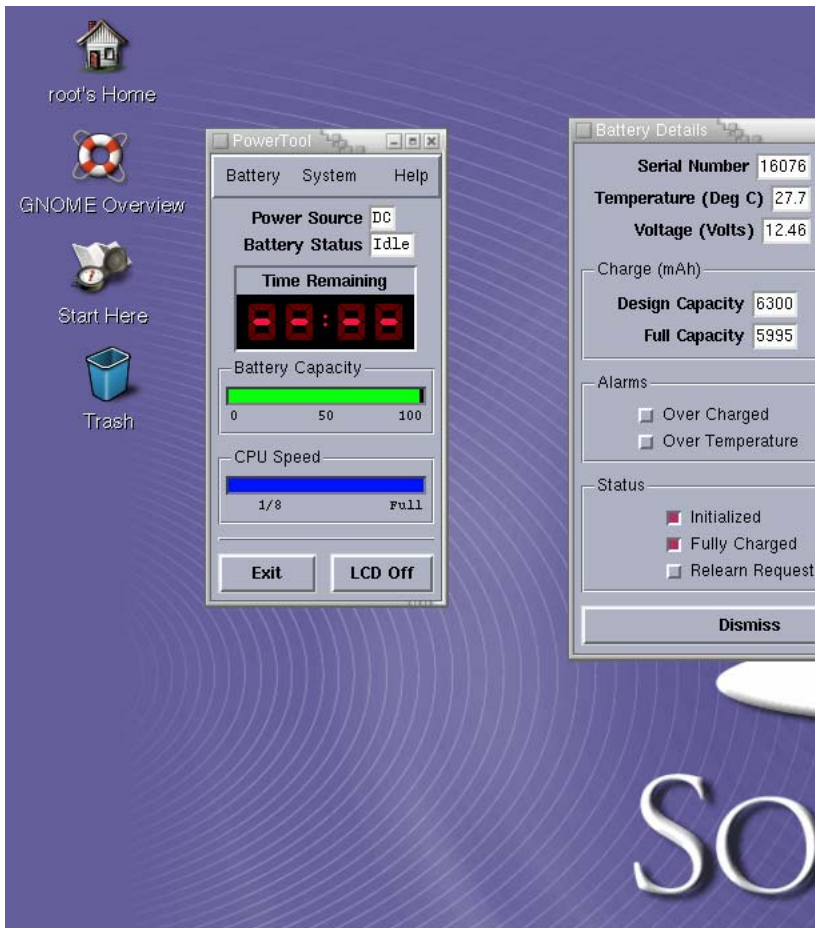 root's Home
GNOME Overview
Start Here
Trash
PowerTool
Battery System Help
Power Source DC
Battery Status Idle
Time Remaining
--:--
Battery Capacity
0 50 100
CPU Speed
1/8 Full
Exit LCD Off
Battery Details
Serial Number 16076
Temperature (Deg C) 27.7
Voltage (Volts) 12.46
Charge (mAh)
Design Capacity 6300
Full Capacity 5995
Alarms
Over Charged
Over Temperature
Status
Initialized
Fully Charged
Relearn Request
Dismiss
So